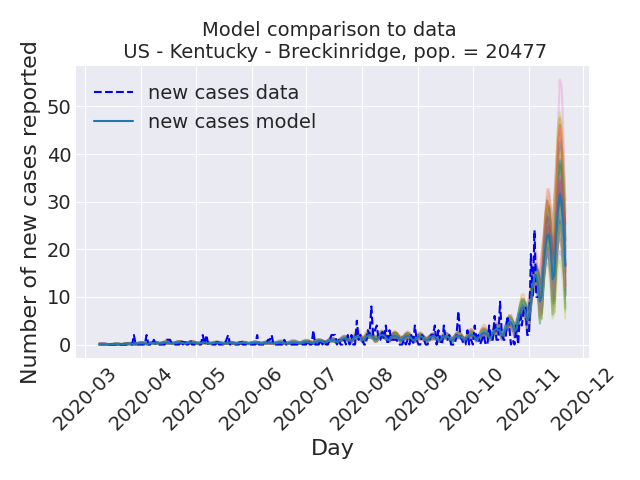 Model comparison to data
US - Kentucky - Breckinridge, pop. = 20477
Number of new cases reported
new cases data
new cases model
50
40
30
20
10
0
2020-03
2020-04
2020-05
2020-06
2020-07
2020-08
2020-09
2020-10
2020-11
2020-12
Day